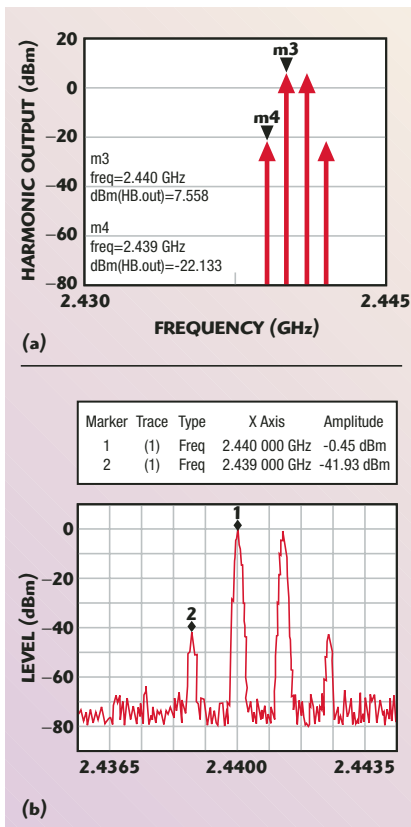 20
0
−20
−40
−60
−80
HARMONIC OUTPUT (dBm)
m3
m4
m3
freq=2.440 GHz
dBm(HB.out)=7.558
m4
freq=2.439 GHz
dBm(HB.out)=-22.133
2.430 2.445
FREQUENCY (GHz)
(a)
Marker Trace Type X Axis Amplitude
1 (1) Freq 2.440 000 GHz -0.45 dBm
2 (1) Freq 2.439 000 GHz -41.93 dBm
0
−20
−40
−60
−80
LEVEL (dBm)
1
2
2.4365 2.4400 2.4435
(b)